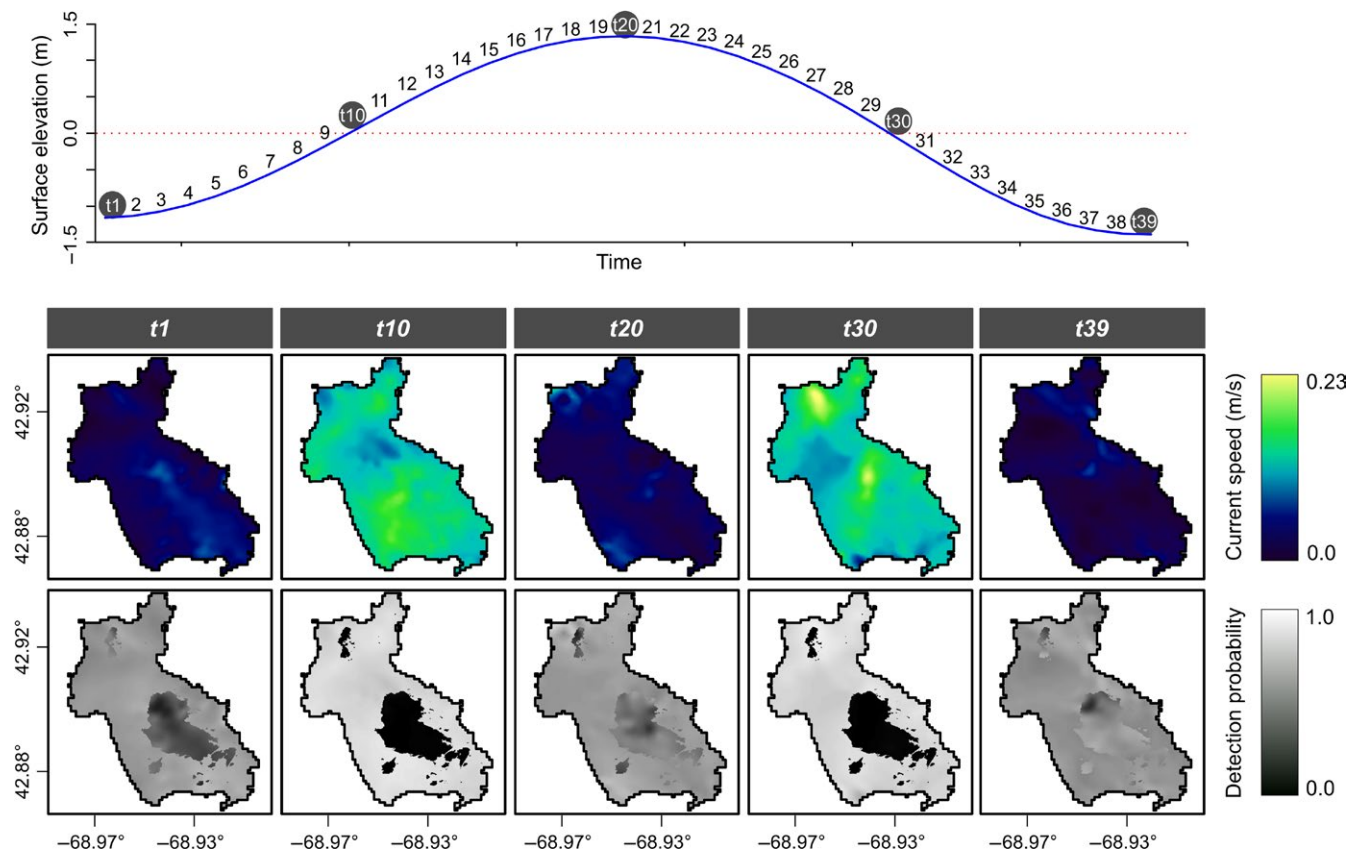 1.5
Surface elevation (m)
0.0
−1.5
t1 2 3 4 5 6 7 8 9 t10 11 12 13 14 15 16 17 18 19 t20 21 22 23 24 25 26 27 28 29 t30 31 32 33 34 35 36 37 38 t39
Time
t1 t10 t20 t30 t39
42.92°
42.88°
0.23
Current speed (m/s)
0.0
42.92°
42.88°
1.0
Detection probability
0.0
−68.97° −68.93° −68.97° −68.93° −68.97° −68.93° −68.97° −68.93° −68.97° −68.93°